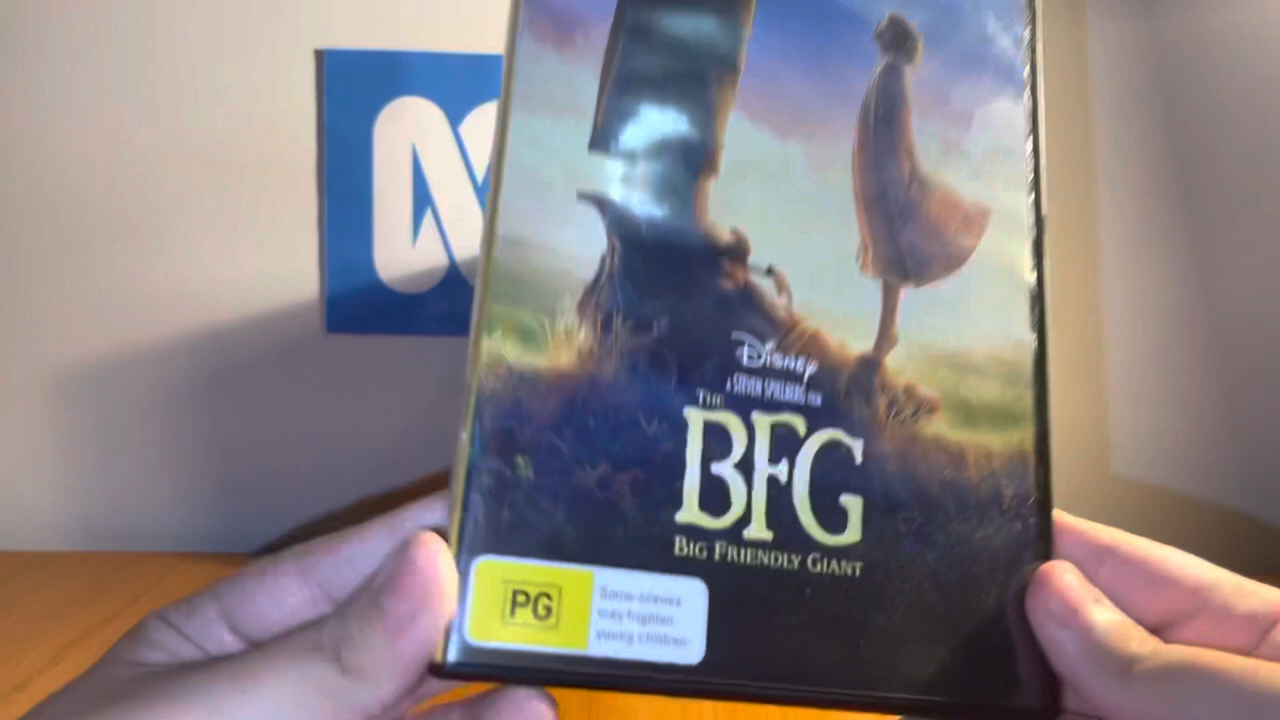 Disney
A STEVEN SPIELBERG FILM
THE
BFG
BIG FRIENDLY GIANT
PG
Some scenes
may frighten
young children